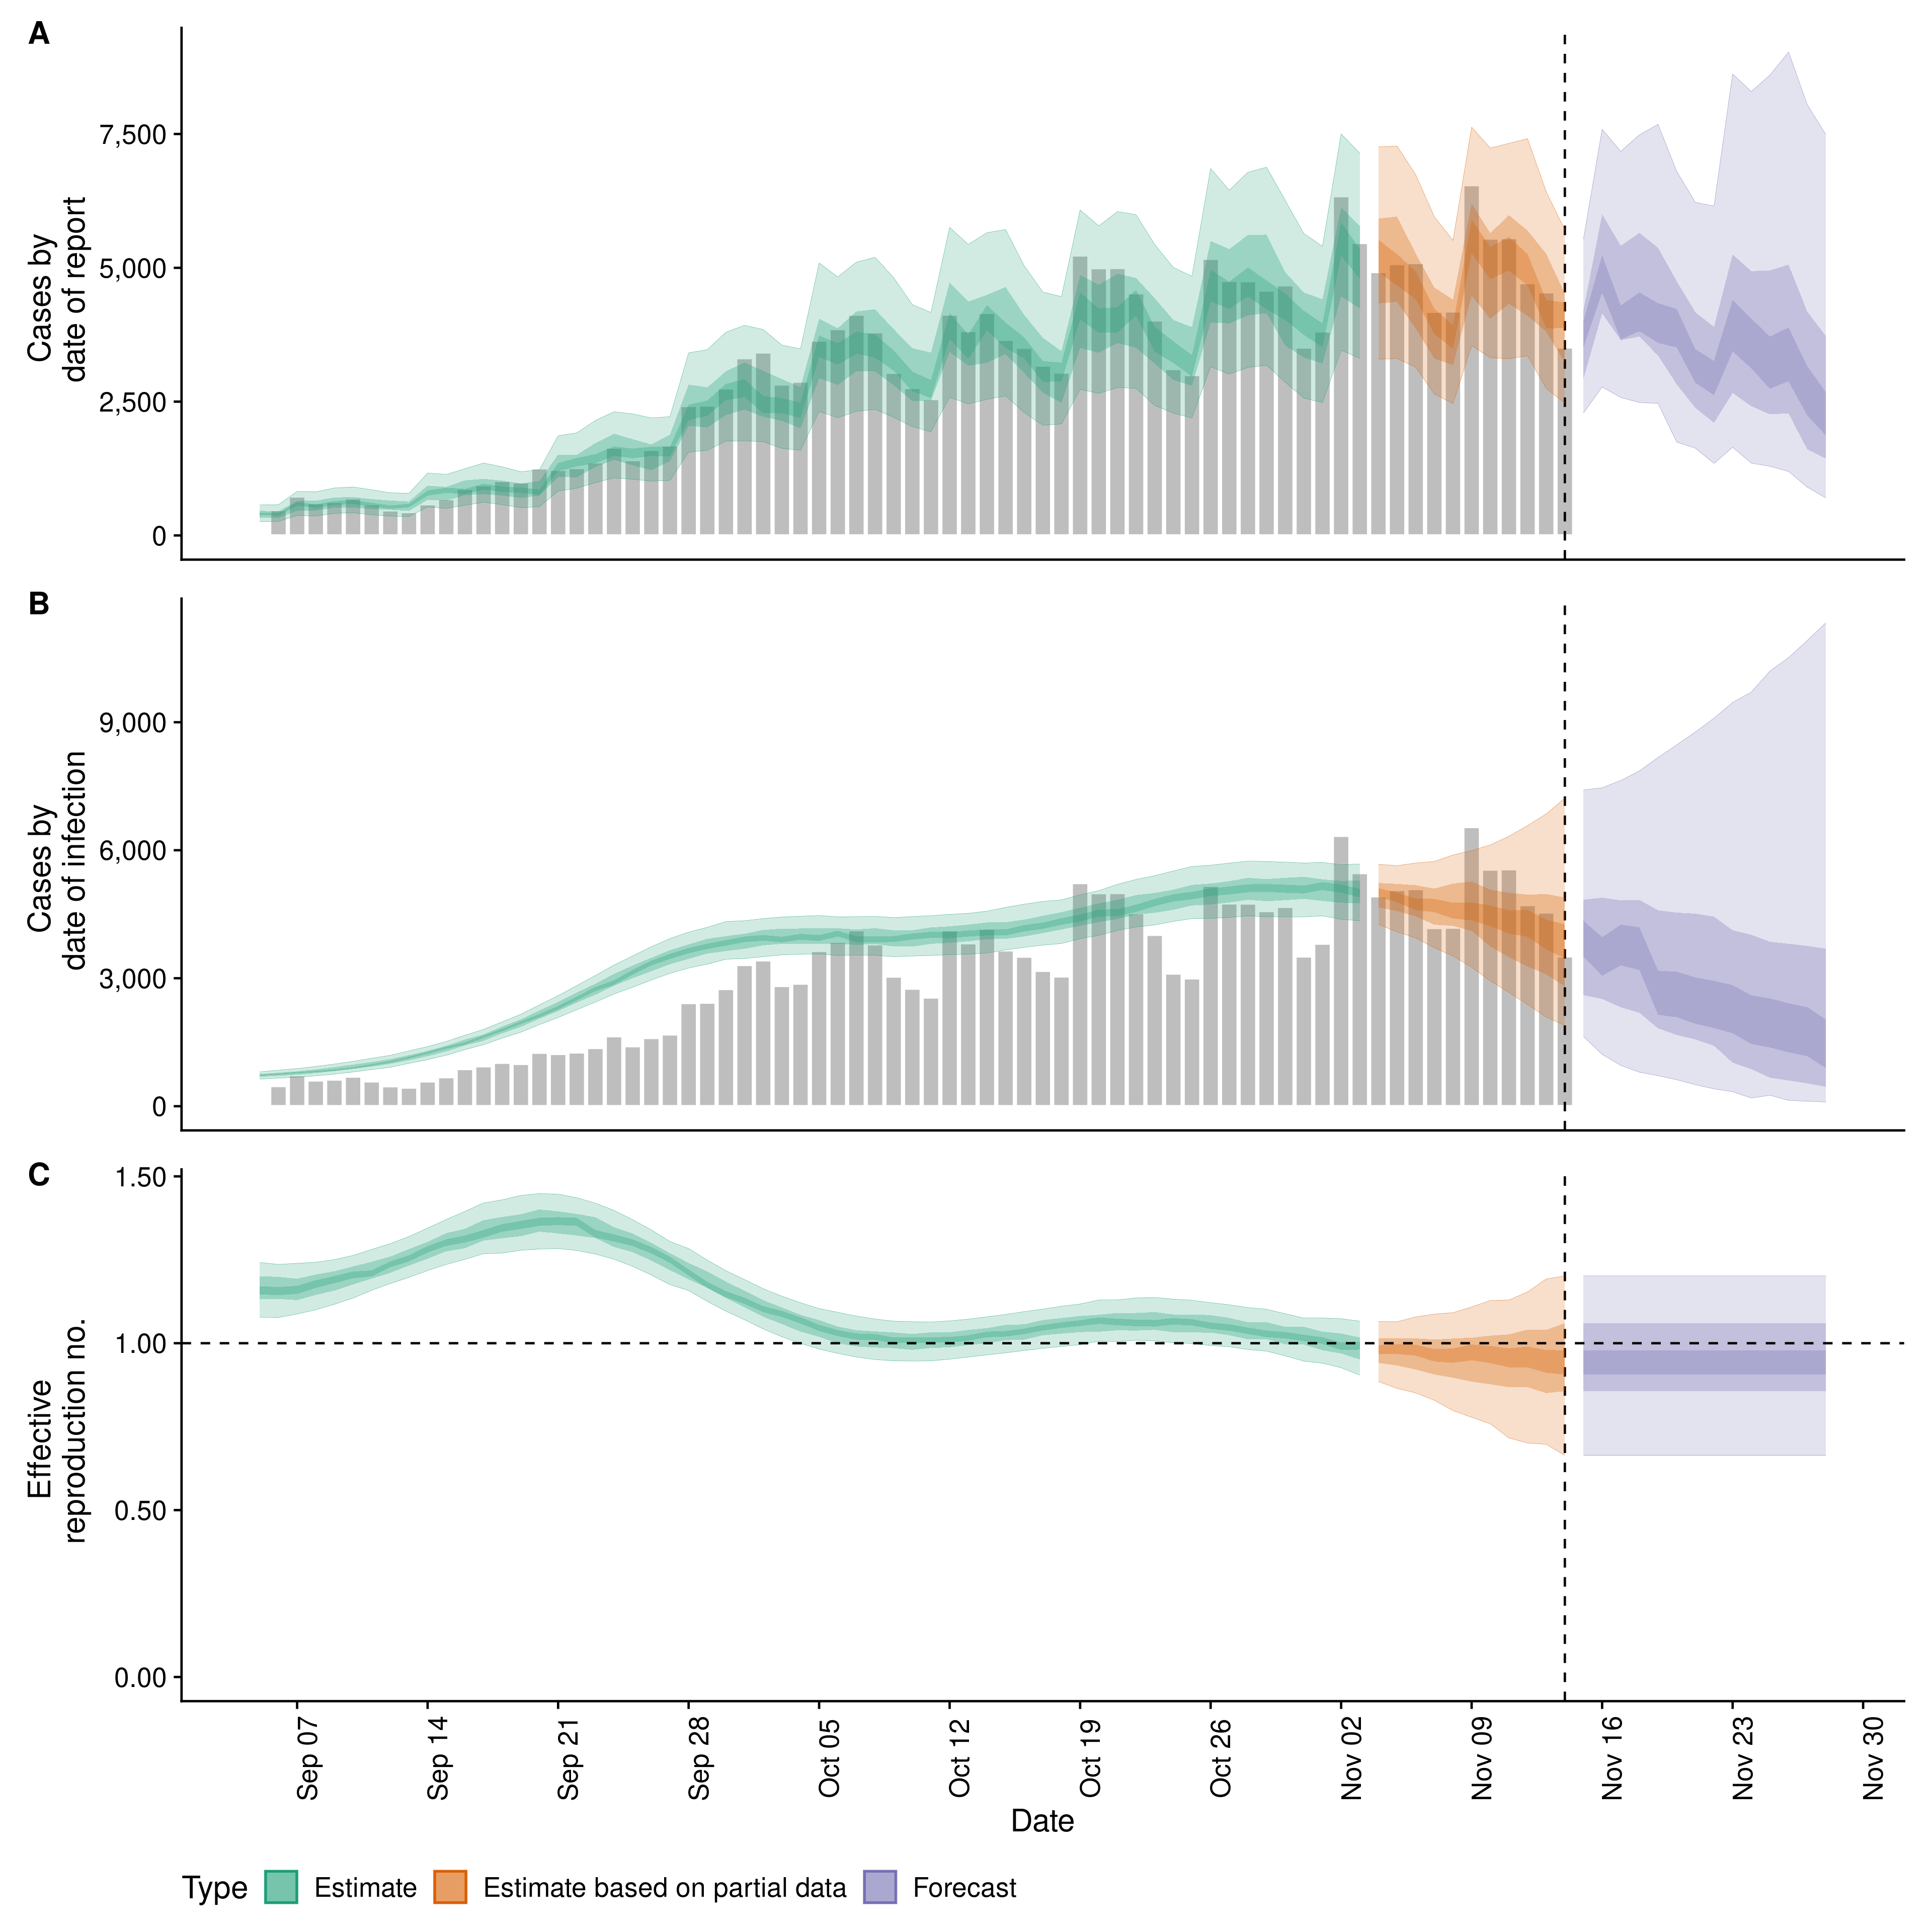 A
Cases by
date of report
7,500
5,000
2,500
0
B
Cases by
date of infection
9,000
6,000
3,000
0
C
Effective
reproduction no.
1.50
1.00
0.50
0.00
Sep 07
Sep 14
Sep 21
Sep 28
Oct 05
Oct 12
Oct 19
Oct 26
Nov 02
Nov 09
Nov 16
Nov 23
Nov 30
Date
Type Estimate Estimate based on partial data Forecast